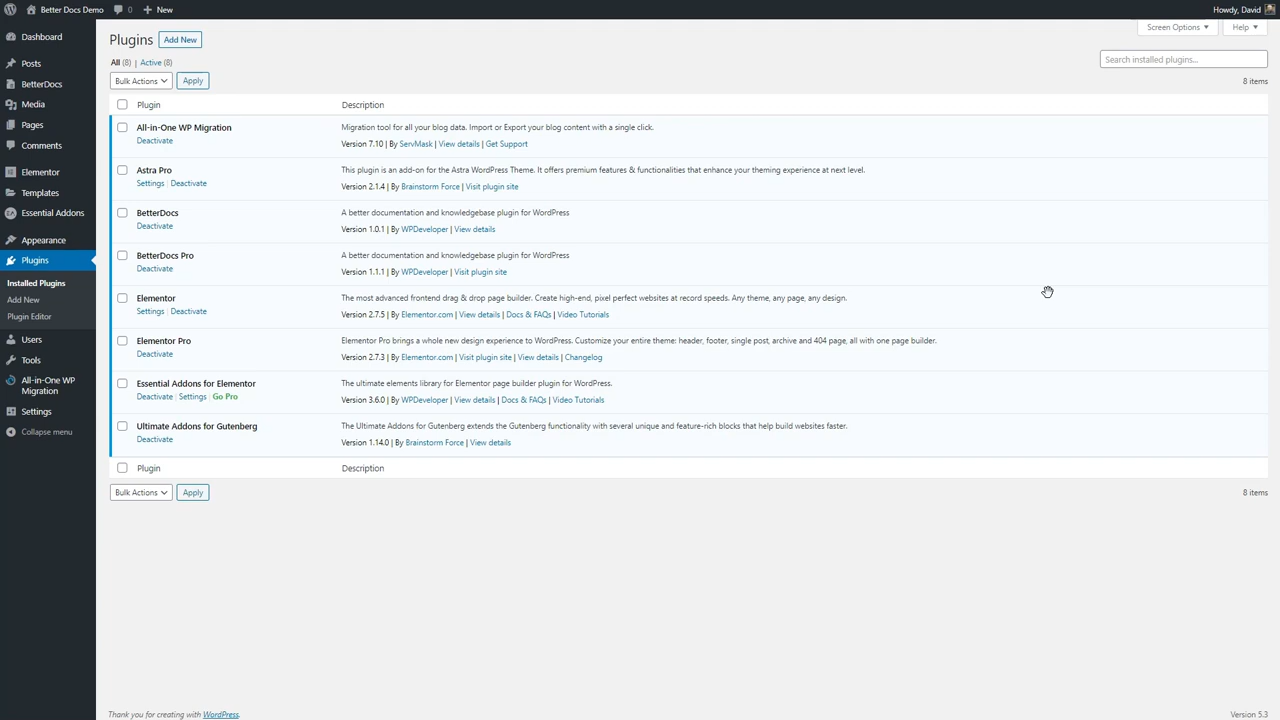 Better Docs Demo 0 New Howdy, David
Dashboard
Posts
BetterDocs
Media
Pages
Comments
Elementor
Templates
Essential Addons
Appearance
Plugins
Installed Plugins
Add New
Plugin Editor
Users
Tools
All-in-One WP
Migration
Settings
Collapse menu
Screen Options Help
Plugins Add New
All (8) | Active (8)
Search installed plugins...
Bulk Actions Apply 8 items
Plugin Description
All-in-One WP Migration Migration tool for all your blog data. Import or Export your blog content with a single click.
Deactivate Version 7.10 | By ServMask | View details | Get Support
Astra Pro This plugin is an add-on for the Astra WordPress Theme. It offers premium features & functionalities that enhance your theming experience at next level.
Settings | Deactivate Version 2.1.4 | By Brainstorm Force | Visit plugin site
BetterDocs A better documentation and knowledgebase plugin for WordPress
Deactivate Version 1.0.1 | By WPDeveloper | View details
BetterDocs Pro A better documentation and knowledgebase plugin for WordPress
Deactivate Version 1.1.1 | By WPDeveloper | Visit plugin site
Elementor The most advanced frontend drag & drop page builder. Create high-end, pixel perfect websites at record speeds. Any theme, any page, any design.
Settings | Deactivate Version 2.7.5 | By Elementor.com | View details | Docs & FAQs | Video Tutorials
Elementor Pro Elementor Pro brings a whole new design experience to WordPress. Customize your entire theme: header, footer, single post, archive and 404 page, all with one page builder.
Deactivate Version 2.7.3 | By Elementor.com | Visit plugin site | View details | Changelog
Essential Addons for Elementor The ultimate elements library for Elementor page builder plugin for WordPress.
Deactivate | Settings | Go Pro Version 3.6.0 | By WPDeveloper | View details | Docs & FAQs | Video Tutorials
Ultimate Addons for Gutenberg The Ultimate Addons for Gutenberg extends the Gutenberg functionality with several unique and feature-rich blocks that help build websites faster.
Deactivate Version 1.14.0 | By Brainstorm Force | View details
Plugin Description
Bulk Actions Apply 8 items
Thank you for creating with WordPress. Version 5.3